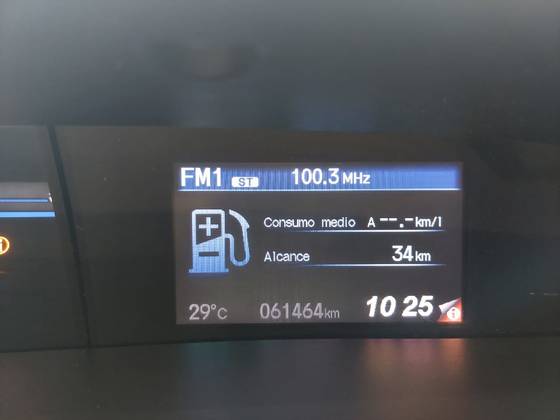 FM1 ST 100.3 MHz
Consumo medio A --.- km/l
Alcance 34 km
29°C 061464 km 10 25 i